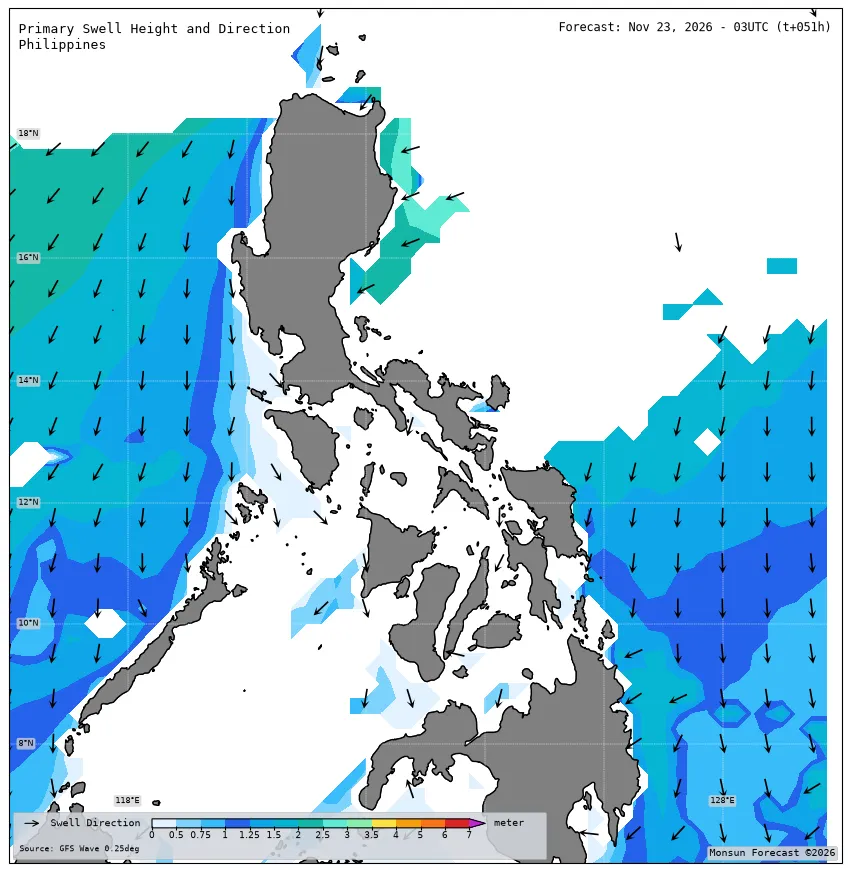 Primary Swell Height and Direction
Philippines
Forecast: Nov 23, 2026 - 03UTC (t+051h)
18°N
16°N
14°N
12°N
10°N
8°N
118°E
128°E
Swell Direction
0 0.5 0.75 1 1.25 1.5 2 2.5 3 3.5 4 5 6 7
meter
Source: GFS Wave 0.25deg
Monsun Forecast ©2026